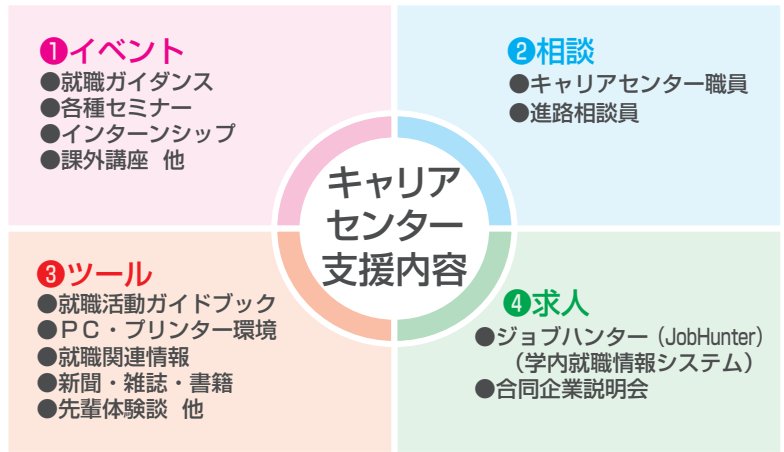 ❶イベント
●就職ガイダンス
●各種セミナー
●インターンシップ
●課外講座 他
❷相談
●キャリアセンター職員
●進路相談員
キャリア
センター
支援内容
❸ツール
●就職活動ガイドブック
●PC・プリンター環境
●就職関連情報
●新聞・雑誌・書籍
●先輩体験談 他
❹求人
●ジョブハンター (JobHunter)
(学内就職情報システム)
●合同企業説明会